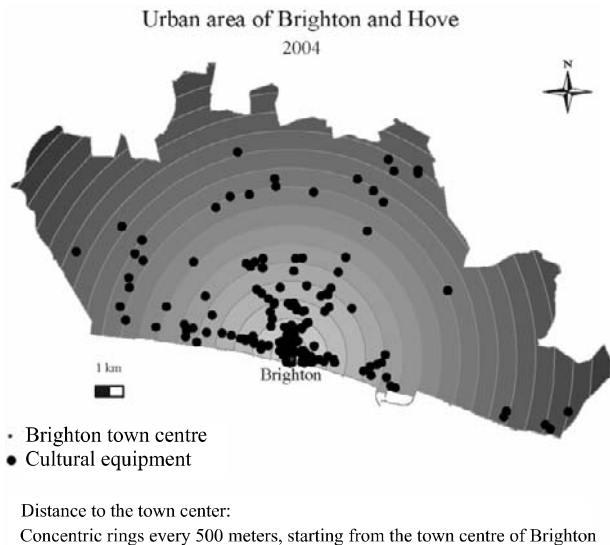 Urban area of Brighton and Hove
2004
N
1 km
Brighton
Brighton town centre
Cultural equipment
Distance to the town center:
Concentric rings every 500 meters, starting from the town centre of Brighton